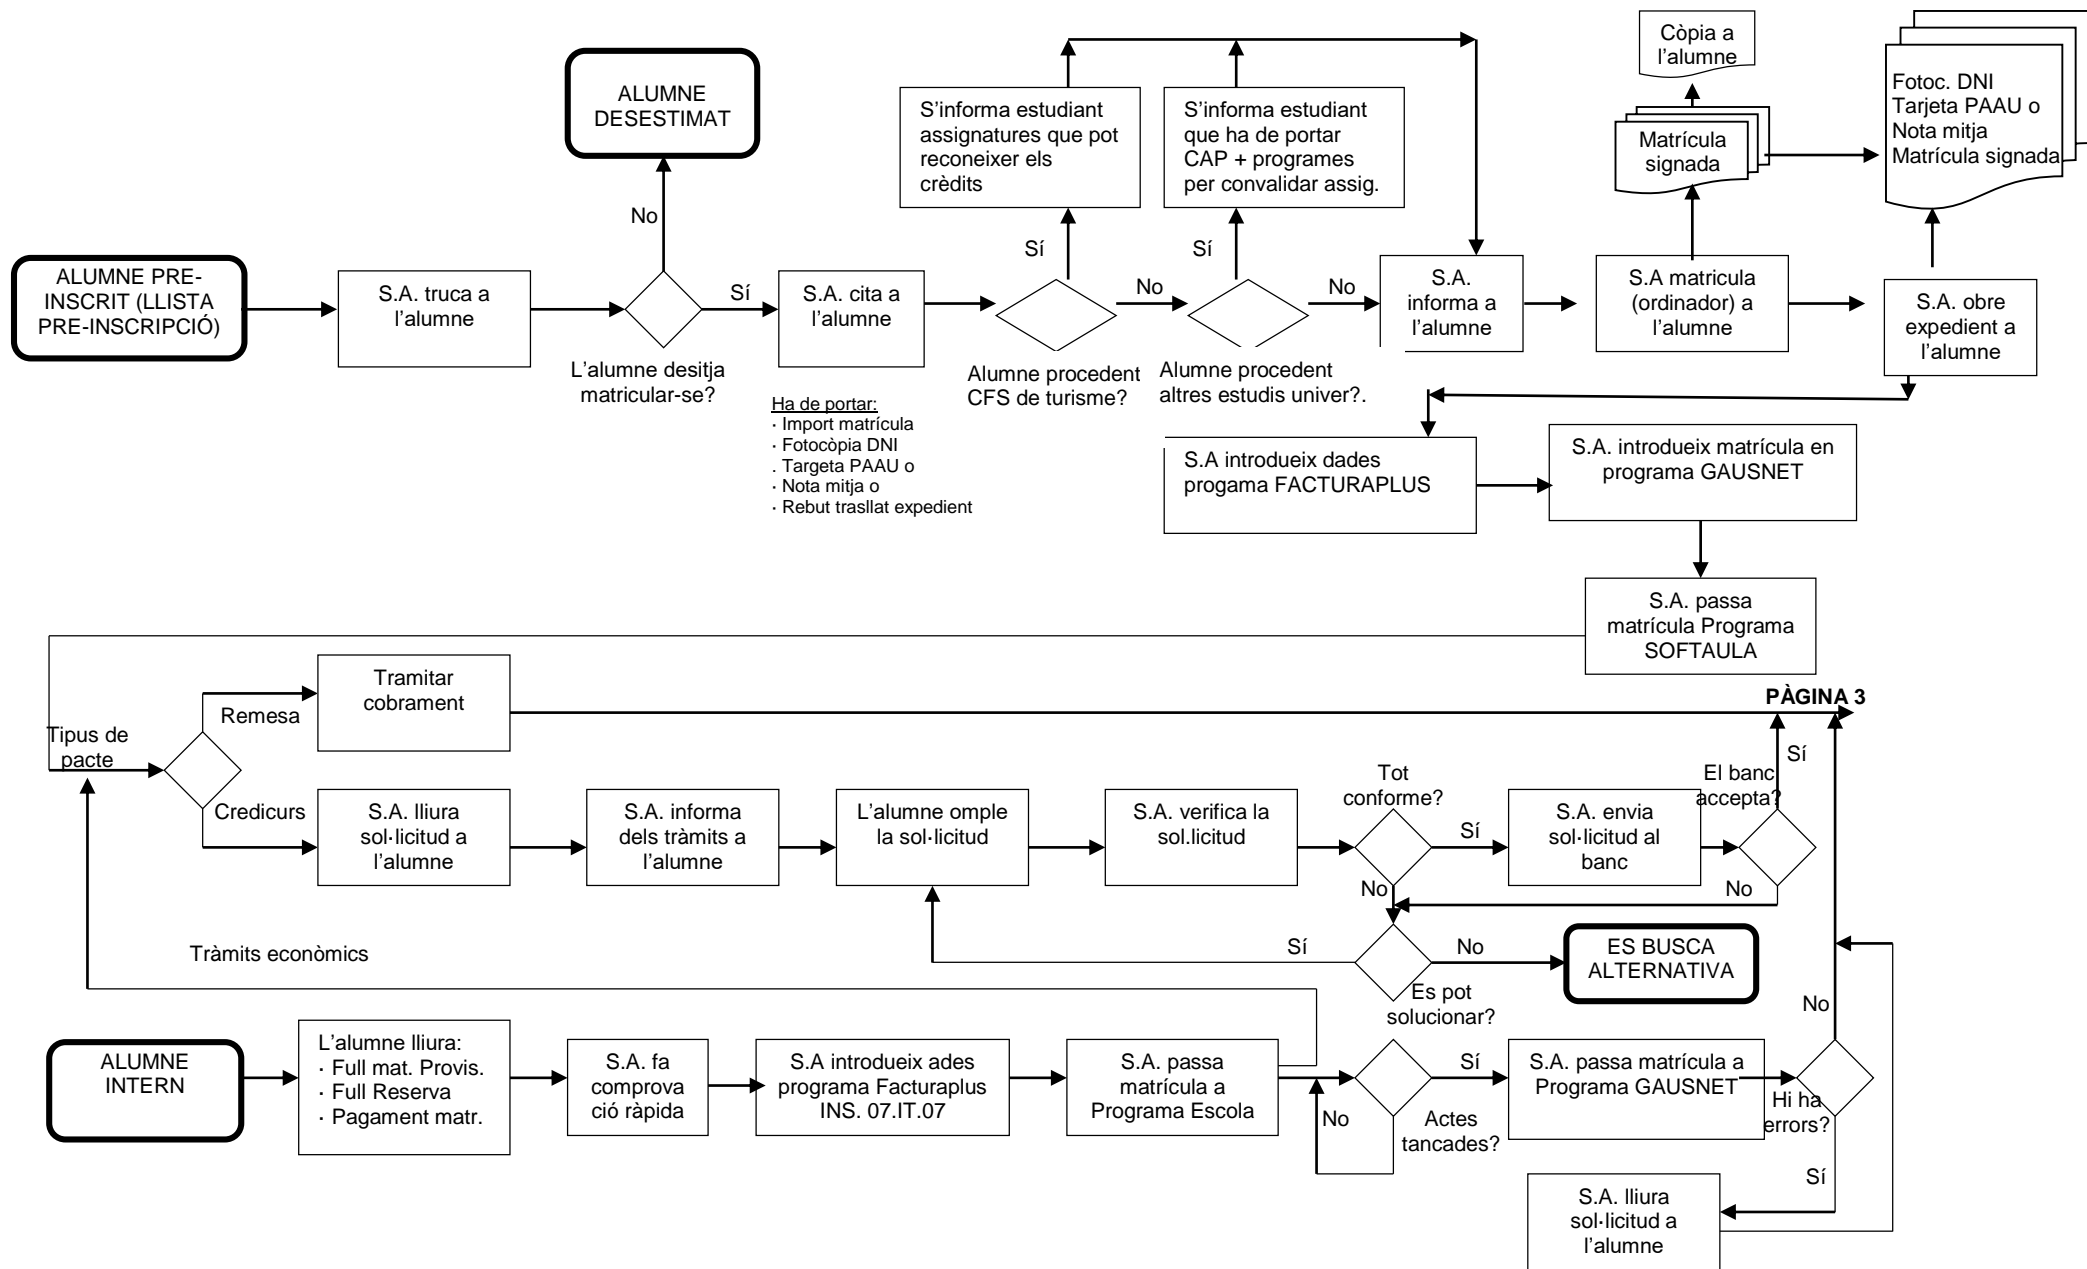 Còpia a
l'alumne
ALUMNE
DESESTIMAT
S'informa estudiant
assignatures que pot
reconeixer els
crèdits
S'informa estudiant
que ha de portar
CAP + programes
per convalidar assig.
Matrícula
signada
Fotoc. DNI
Tarjeta PAAU o
Nota mitja
Matrícula signada
No
Sí
Sí
ALUMNE PRE-
INSCRIT (LLISTA
PRE-INSCRIPCIÓ)
S.A. truca a
l'alumne
Sí
S.A. cita a
l'alumne
No
No
S.A.
informa a
l'alumne
S.A matricula
(ordinador) a
l'alumne
S.A. obre
expedient a
l'alumne
L'alumne desitja
matricular-se?
Alumne procedent
CFS de turisme?
Alumne procedent
altres estudis univer?.
Ha de portar:
· Import matrícula
· Fotocòpia DNI
. Targeta PAAU o
· Nota mitja o
· Rebut trasllat expedient
S.A introdueix dades
progama FACTURAPLUS
S.A. introdueix matrícula en
programa GAUSNET
S.A. passa
matrícula Programa
SOFTAULA
Tramitar
cobrament
Remesa
PÀGINA 3
Tipus de
pacte
Credicurs
S.A. lliura
sol·licitud a
l'alumne
S.A. informa
dels tràmits a
l'alumne
L'alumne omple
la sol·licitud
S.A. verifica la
sol.licitud
Tot
conforme?
Sí
S.A. envia
sol·licitud al
banc
El banc
accepta?
Sí
No
No
Tràmits econòmics
Sí
No
ES BUSCA
ALTERNATIVA
Es pot
solucionar?
No
ALUMNE
INTERN
L'alumne lliura:
· Full mat. Provis.
· Full Reserva
· Pagament matr.
S.A. fa
comprova
ció ràpida
S.A introdueix ades
programa Facturaplus
INS. 07.IT.07
S.A. passa
matrícula a
Programa Escola
No
Sí
Actes
tancades?
S.A. passa matrícula a
Programa GAUSNET
Hi ha
errors?
Sí
S.A. lliura
sol·licitud a
l'alumne